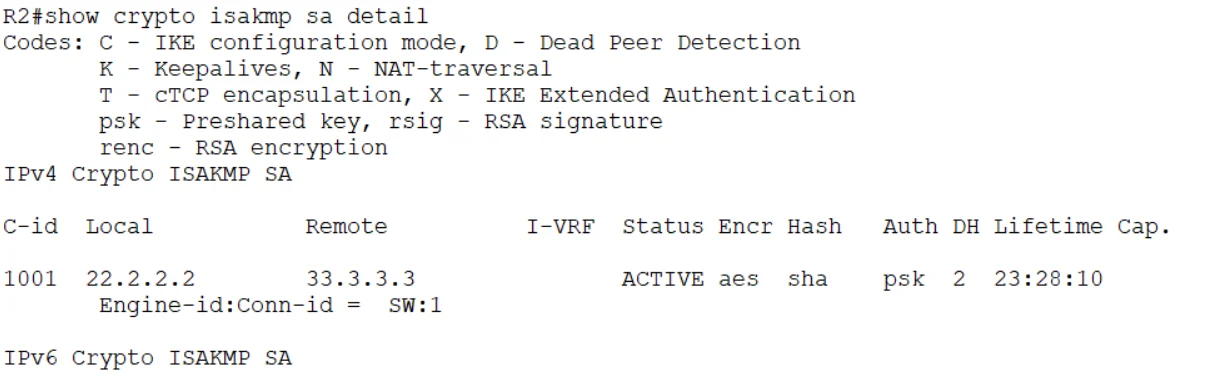 R2#show crypto isakmp sa detail
Codes: C - IKE configuration mode, D - Dead Peer Detection
K - Keepalives, N - NAT-traversal
T - cTCP encapsulation, X - IKE Extended Authentication
psk - Preshared key, rsig - RSA signature
renc - RSA encryption
IPv4 Crypto ISAKMP SA
C-id Local Remote I-VRF Status Encr Hash Auth DH Lifetime Cap.
1001 22.2.2.2 33.3.3.3 ACTIVE aes sha psk 2 23:28:10
Engine-id:Conn-id = SW:1
IPv6 Crypto ISAKMP SA